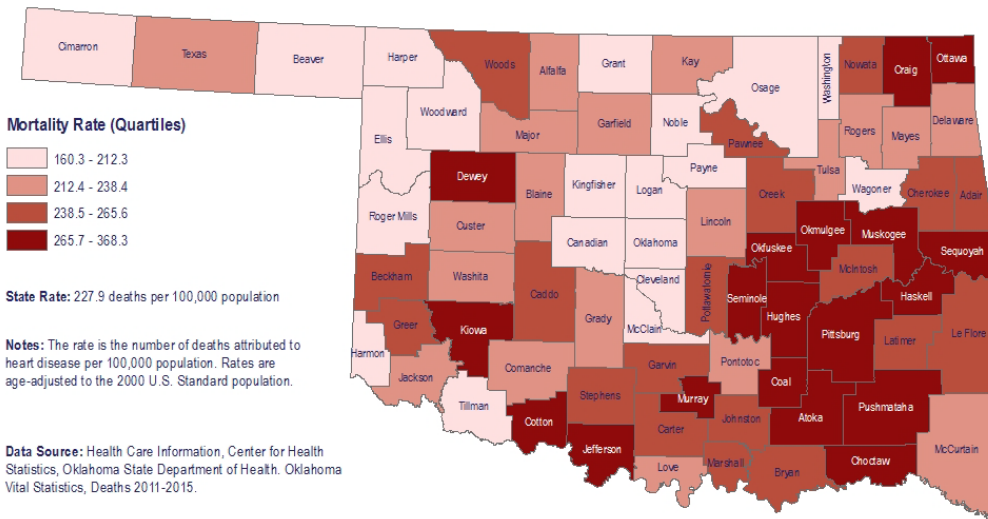 Cimarron
Texas
Beaver
Harper
Woods
Alfalfa
Grant
Kay
Osage
Washington
Nowata
Craig
Ottawa
Woodward
Ellis
Major
Garfield
Noble
Pawnee
Rogers
Mayes
Delaware
Mortality Rate (Quartiles)
160.3 - 212.3
212.4 - 238.4
238.5 - 265.6
265.7 - 368.3
Dewey
Blaine
Kingfisher
Logan
Payne
Creek
Tulsa
Wagoner
Cherokee
Adair
Roger Mills
Custer
Canadian
Oklahoma
Lincoln
Okfuskee
Okmulgee
Muskogee
Sequoyah
Beckham
Washita
Caddo
Grady
Cleveland
McClain
Pottawatomie
Seminole
Hughes
McIntosh
Haskell
State Rate: 227.9 deaths per 100,000 population
Greer
Kiowa
Pittsburg
Latimer
Le Flore
Notes: The rate is the number of deaths attributed to
heart disease per 100,000 population. Rates are
age-adjusted to the 2000 U.S. Standard population.
Harmon
Jackson
Comanche
Garvin
Pontotoc
Coal
Tillman
Cotton
Stephens
Murray
Johnston
Atoka
Pushmataha
Jefferson
Carter
Love
Marshall
Bryan
Choctaw
McCurtain
Data Source: Health Care Information, Center for Health
Statistics, Oklahoma State Department of Health. Oklahoma
Vital Statistics, Deaths 2011-2015.